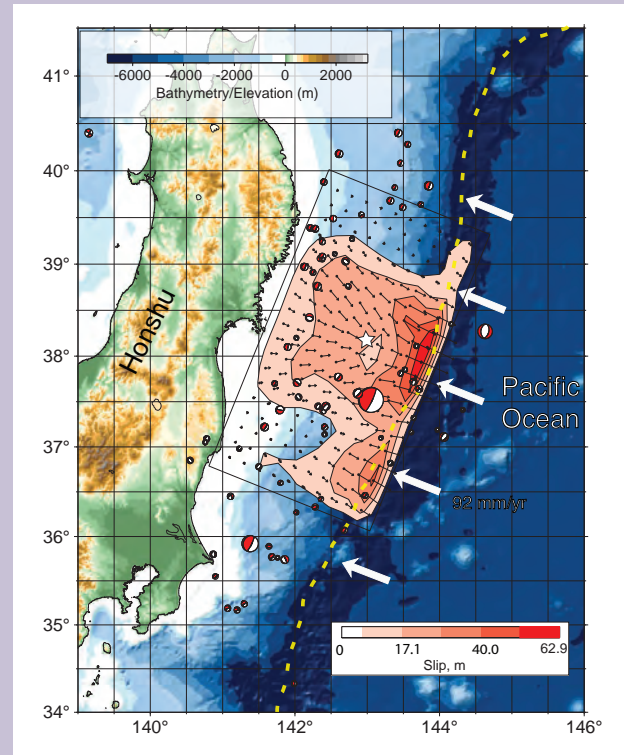 -6000 -4000 -2000 0 2000
Bathymetry/Elevation (m)
41°
40°
39°
38°
37°
36°
35°
34°
Honshu
Pacific
Ocean
92 mm/yr
0 17.1 40.0 62.9
Slip, m
140° 142° 144° 146°